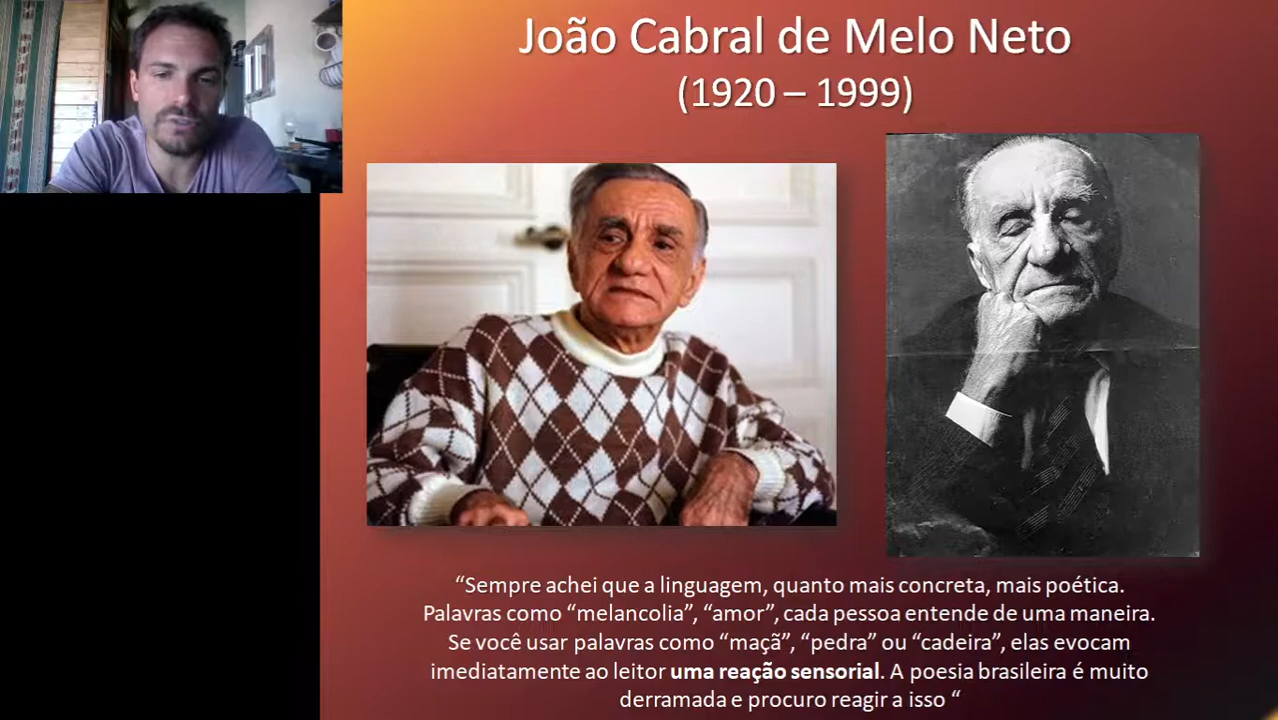 João Cabral de Melo Neto
(1920 – 1999)
“Sempre achei que a linguagem, quanto mais concreta, mais poética.
Palavras como “melancolia”, “amor”, cada pessoa entende de uma maneira.
Se você usar palavras como “maçã”, “pedra” ou “cadeira”, elas evocam
imediatamente ao leitor uma reação sensorial. A poesia brasileira é muito
derramada e procuro reagir a isso “